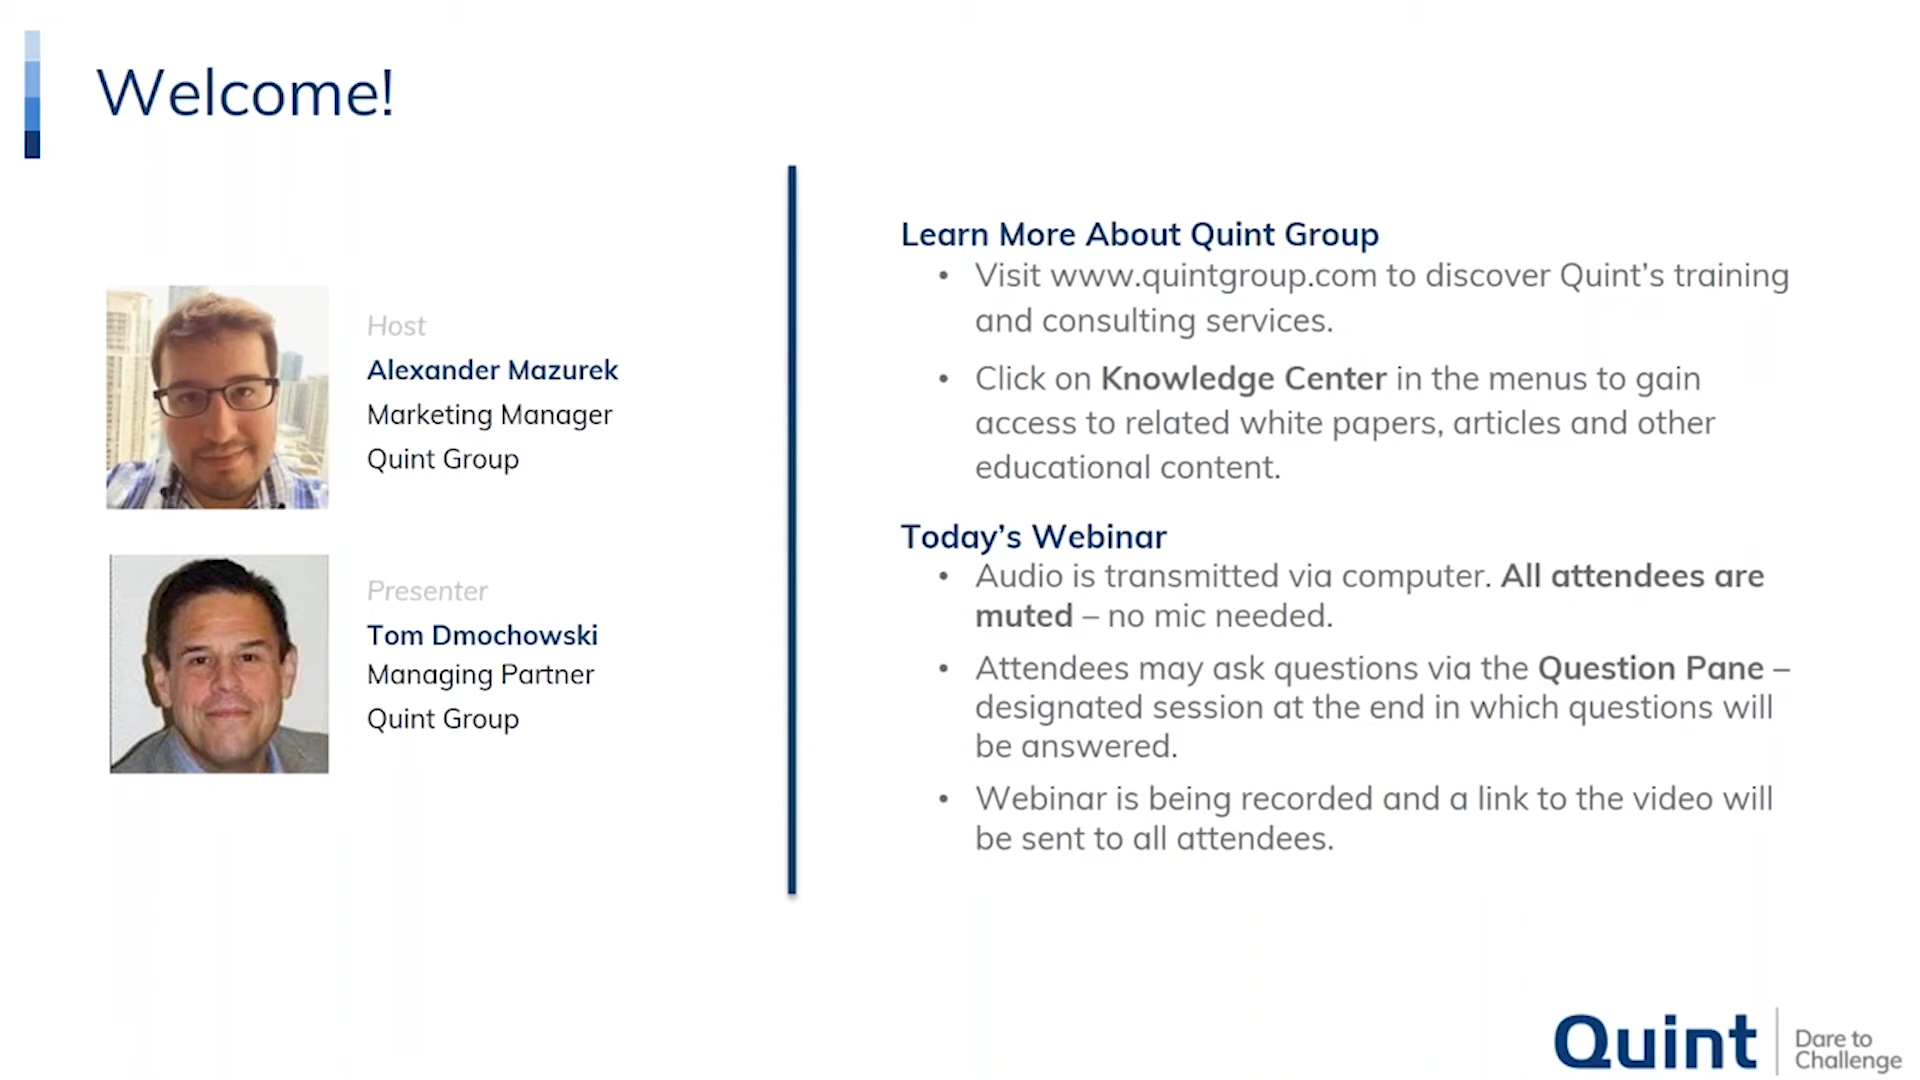 Welcome!
Host
Alexander Mazurek
Marketing Manager
Quint Group
Presenter
Tom Dmochowski
Managing Partner
Quint Group
Learn More About Quint Group
• Visit www.quintgroup.com to discover Quint's training
and consulting services.
• Click on Knowledge Center in the menus to gain
access to related white papers, articles and other
educational content.
Today's Webinar
• Audio is transmitted via computer. All attendees are
muted – no mic needed.
• Attendees may ask questions via the Question Pane –
designated session at the end in which questions will
be answered.
• Webinar is being recorded and a link to the video will
be sent to all attendees.
Quint
Dare to
Challenge